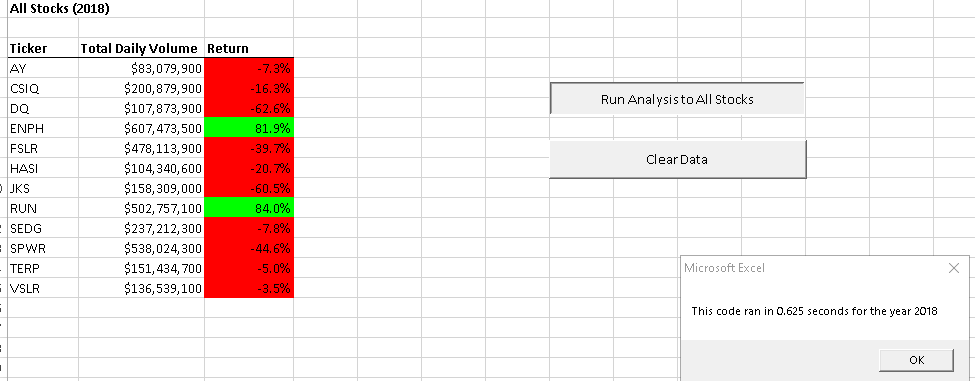 All Stocks (2018)
Ticker Total Daily Volume Return
AY $83,079,900 -7.3%
CSIQ $200,879,900 -16.3%
DQ $107,873,900 -62.6%
ENPH $607,473,500 81.9%
FSLR $478,113,900 -39.7%
HASI $104,340,600 -20.7%
JKS $158,309,000 -60.5%
RUN $502,757,100 84.0%
SEDG $237,212,300 -7.8%
SPWR $538,024,300 -44.6%
TERP $151,434,700 -5.0%
VSLR $136,539,100 -3.5%
Run Analysis to All Stocks
Clear Data
Microsoft Excel
This code ran in 0.625 seconds for the year 2018
OK